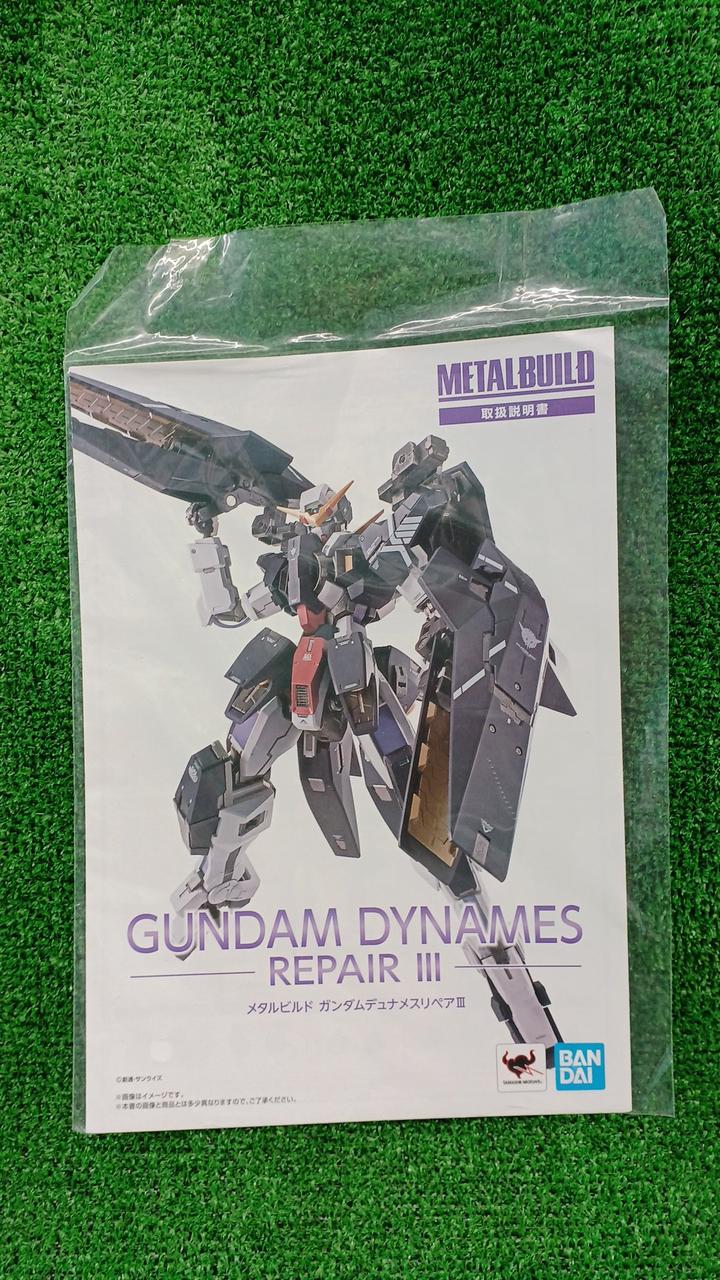 METALBUILD
取扱説明書
GUNDAM DYNAMES
REPAIR III
メタルビルド ガンダムデュナメスリペアⅢ
TAMASHII NATIONS
BAN
DAI
©創通・サンライズ
※画像はイメージです。
※本書の画像と商品とは多少異なりますので、ご了承ください。